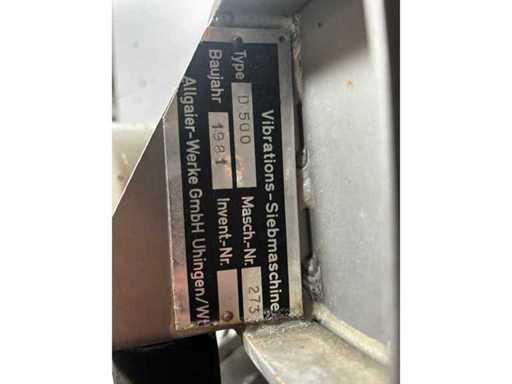 Vibrations-Siebmaschine
Type D 500 Masch.-Nr. 273
Baujahr 1981 Invent.-Nr.
Allgaier-Werke GmbH Uhingen/